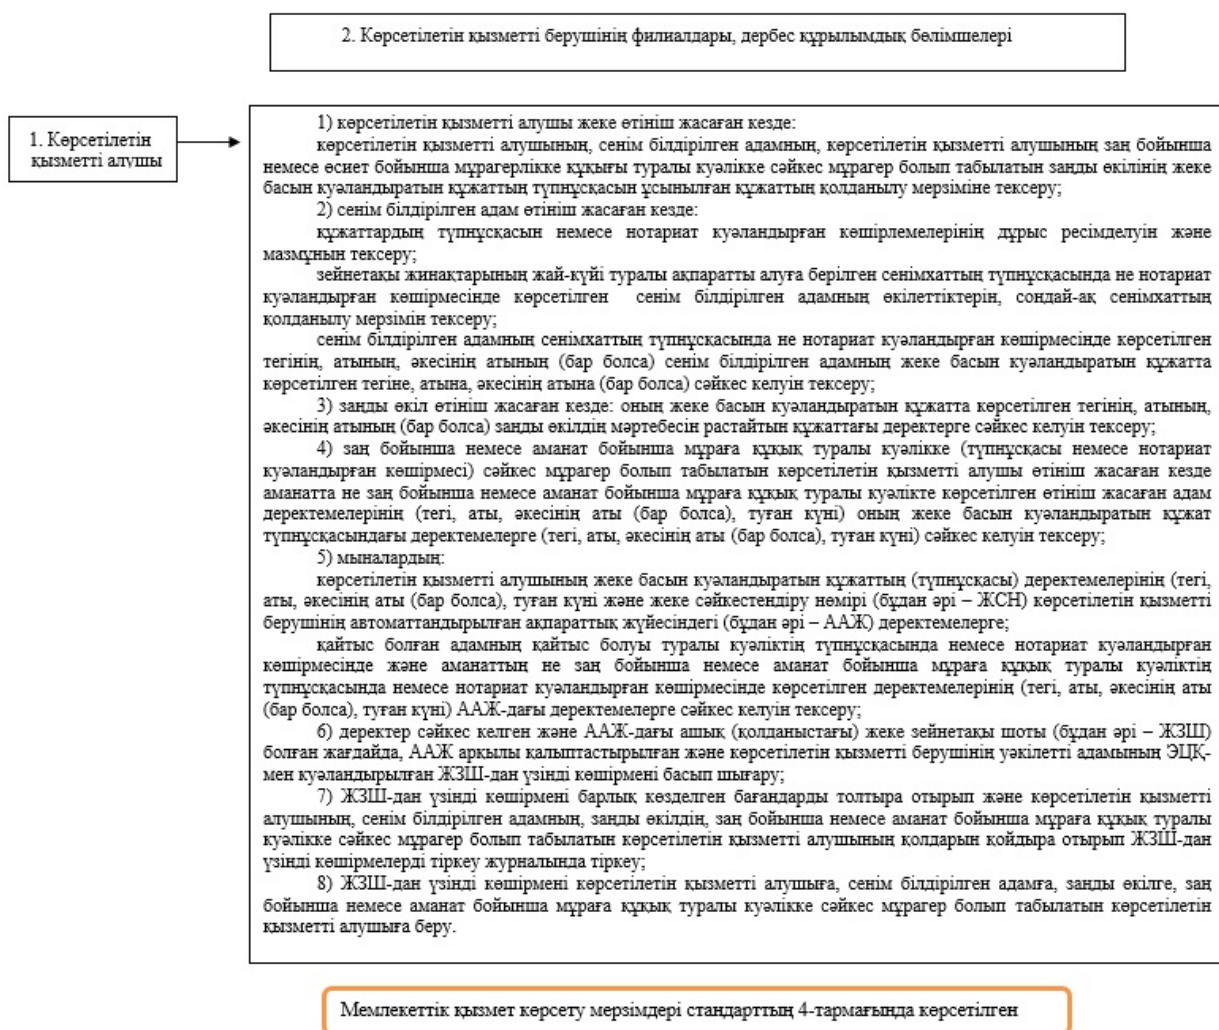 2. Көрсетілетін қызметті берушінің филиалдары, дербес құрылымдық бөлімшелері
1. Көрсетілетін
қызметті алушы
1) көрсетілетін қызметті алушы жеке өтініш жасаған кезде:
көрсетілетін қызметті алушының, сенім білдірілген адамның, көрсетілетін қызметті алушының заң бойынша
немесе өсиет бойынша мұрагерлікке құқығы туралы куәлікке сәйкес мұрагер болып табылатын заңды өкілінің жеке
басын куәландыратын құжаттың түпнұсқасын ұсынылған құжаттың қолданылу мерзіміне тексеру;
2) сенім білдірілген адам өтініш жасаған кезде:
құжаттардың түпнұсқасын немесе нотариат куәландырған көшірлемелерінің дұрыс ресімделуін және
мазмұнын тексеру;
зейнетақы жинақтарының жай-күйі туралы ақпаратты алуға берілген сенімхаттың түпнұсқасында не нотариат
куәландырған көшірмесінде көрсетілген сенім білдірілген адамның өкілеттіктерін, сондай-ақ сенімхаттың
қолданылу мерзімін тексеру;
сенім білдірілген адамның сенімхаттың түпнұсқасында не нотариат куәландырған көшірмесінде көрсетілген
тегінің, атының, әкесінің атының (бар болса) сенім білдірілген адамның жеке басын куәландыратын құжатта
көрсетілген тегіне, атына, әкесінің атына (бар болса) сәйкес келуін тексеру;
3) заңды өкіл өтініш жасаған кезде: оның жеке басын куәландыратын құжатта көрсетілген тегінің, атының,
әкесінің атының (бар болса) заңды өкілдің мәртебесін растайтын құжаттағы деректерге сәйкес келуін тексеру;
4) заң бойынша немесе аманат бойынша мұраға құқық туралы куәлікке (түпнұсқасы немесе нотариат
куәландырған көшірмесі) сәйкес мұрагер болып табылатын көрсетілетін қызметті алушы өтініш жасаған кезде
аманатта не заң бойынша немесе аманат бойынша мұраға құқық туралы куәлікте көрсетілген өтініш жасаған адам
деректемелерінің (тегі, аты, әкесінің аты (бар болса), туған күні) оның жеке басын куәландыратын құжат
түпнұсқасындағы деректемелерге (тегі, аты, әкесінің аты (бар болса), туған күні) сәйкес келуін тексеру;
5) мыналардың:
көрсетілетін қызметті алушының жеке басын куәландыратын құжаттың (түпнұсқасы) деректемелерінің (тегі,
аты, әкесінің аты (бар болса), туған күні және жеке сәйкестендіру нөмірі (бұдан әрі – ЖСН) көрсетілетін қызметті
берушінің автоматтандырылған ақпараттық жүйесіндегі (бұдан әрі – ААЖ) деректемелерге;
қайтыс болған адамның қайтыс болуы туралы куәліктің түпнұсқасында немесе нотариат куәландырған
көшірмесінде және аманаттың не заң бойынша немесе аманат бойынша мұраға құқық туралы куәліктің
түпнұсқасында немесе нотариат куәландырған көшірмесінде көрсетілген деректемелерінің (тегі, аты, әкесінің аты
(бар болса), туған күні) ААЖ-дағы деректемелерге сәйкес келуін тексеру;
6) деректер сәйкес келген және ААЖ-дағы ашық (қолданыстағы) жеке зейнетақы шоты (бұдан әрі – ЖЗШ)
болған жағдайда, ААЖ арқылы қалыптастырылған және көрсетілетін қызметті берушінің уәкілетті адамының ЭЦҚ-
мен куәландырылған ЖЗШ-дан үзінді көшірмені басып шығару;
7) ЖЗШ-дан үзінді көшірмені барлық көзделген бағандарды толтыра отырып және көрсетілетін қызметті
алушының, сенім білдірілген адамның, заңды өкілдің, заң бойынша немесе аманат бойынша мұраға құқық туралы
куәлікке сәйкес мұрагер болып табылатын көрсетілетін қызметті алушының қолдарын қойдыра отырып ЖЗШ-дан
үзінді көшірмелерді тіркеу журналында тіркеу;
8) ЖЗШ-дан үзінді көшірмені көрсетілетін қызметті алушыға, сенім білдірілген адамға, заңды өкілге, заң
бойынша немесе аманат бойынша мұраға құқық туралы куәлікке сәйкес мұрагер болып табылатын көрсетілетін
қызметті алушыға беру.
Мемлекеттік қызмет көрсету мерзімдері стандарттың 4-тармағында көрсетілген